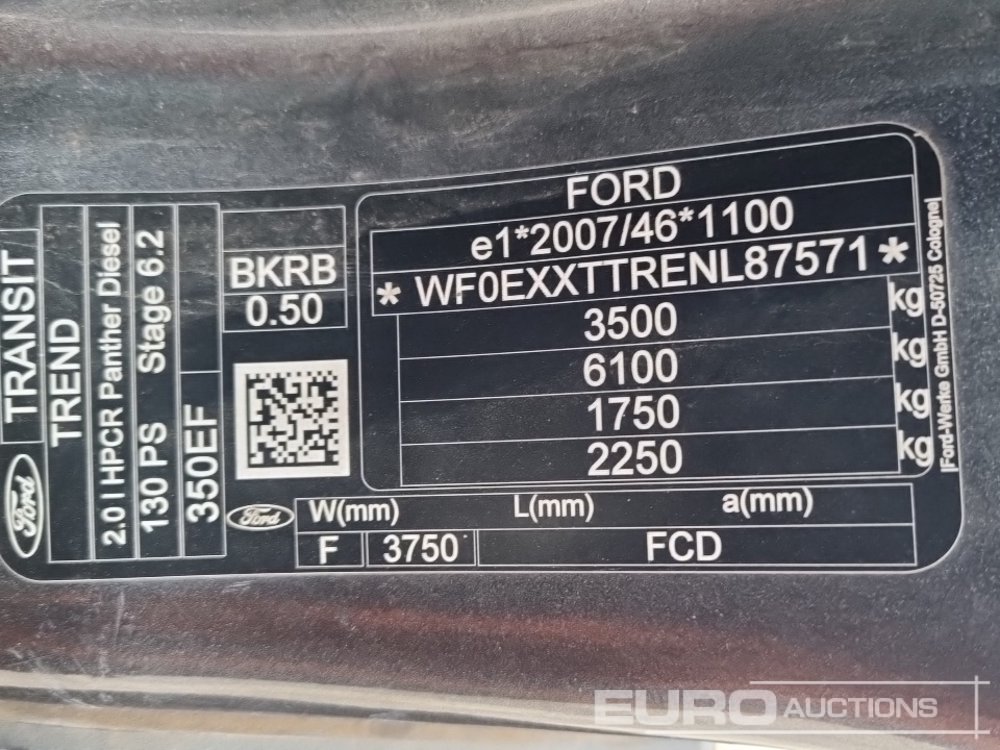 Ford
TRANSIT
TREND
2.0 l HPCR Panther Diesel
130 PS Stage 6.2
350EF
BKRB
0.50
Ford
FORD
e1*2007/46*1100
* WF0EXXTTRENL87571 *
3500 kg
6100 kg
1750 kg
2250 kg
W(mm) L(mm) a(mm)
F 3750 FCD
Ford-Werke GmbH D-50725 Cologne
EURO AUCTIONS